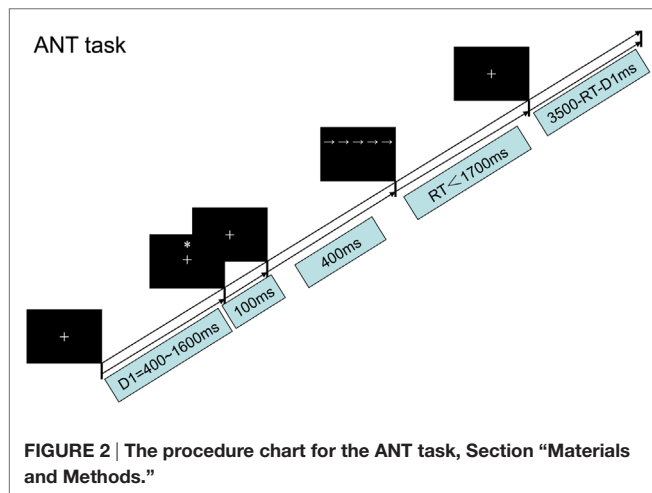 ANT task
D1=400~1600ms
100ms
400ms
RT<1700ms
3500-RT-D1ms
FIGURE 2 | The procedure chart for the ANT task, Section “Materials
and Methods.”